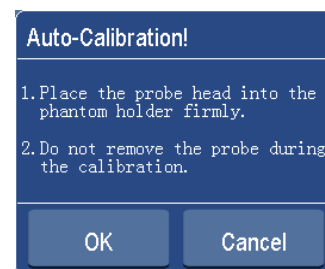 Auto-Calibration!
1.Place the probe head into the
phantom holder firmly.
2.Do not remove the probe during
the calibration.
OK
Cancel